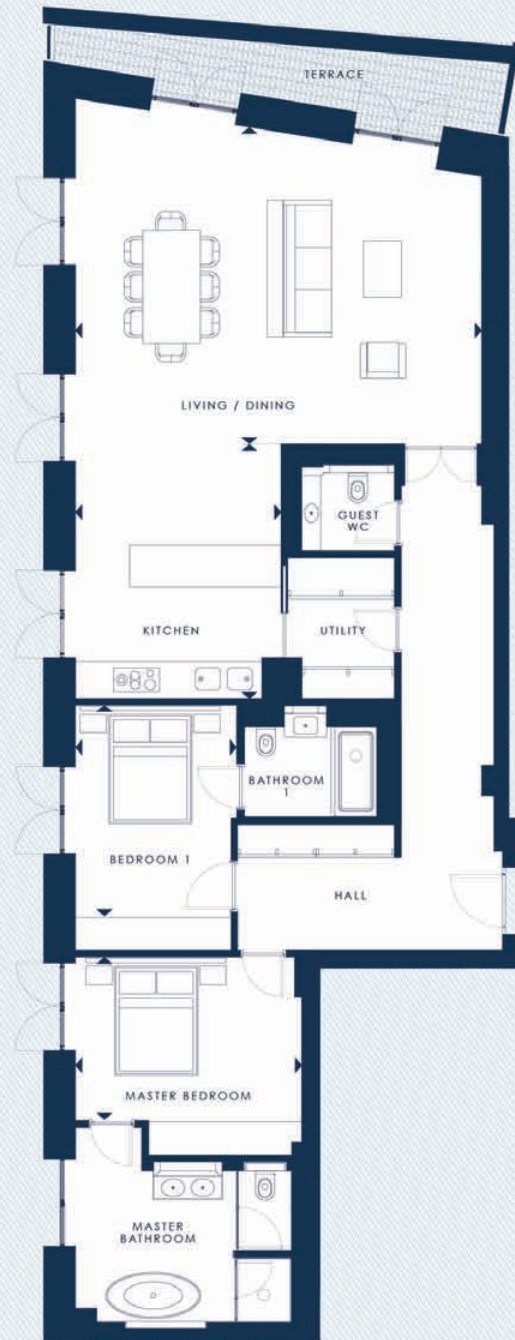 TERRACE
LIVING / DINING
GUEST
WC
KITCHEN
UTILITY
BATHROOM
1
BEDROOM 1
HALL
MASTER BEDROOM
MASTER
BATHROOM